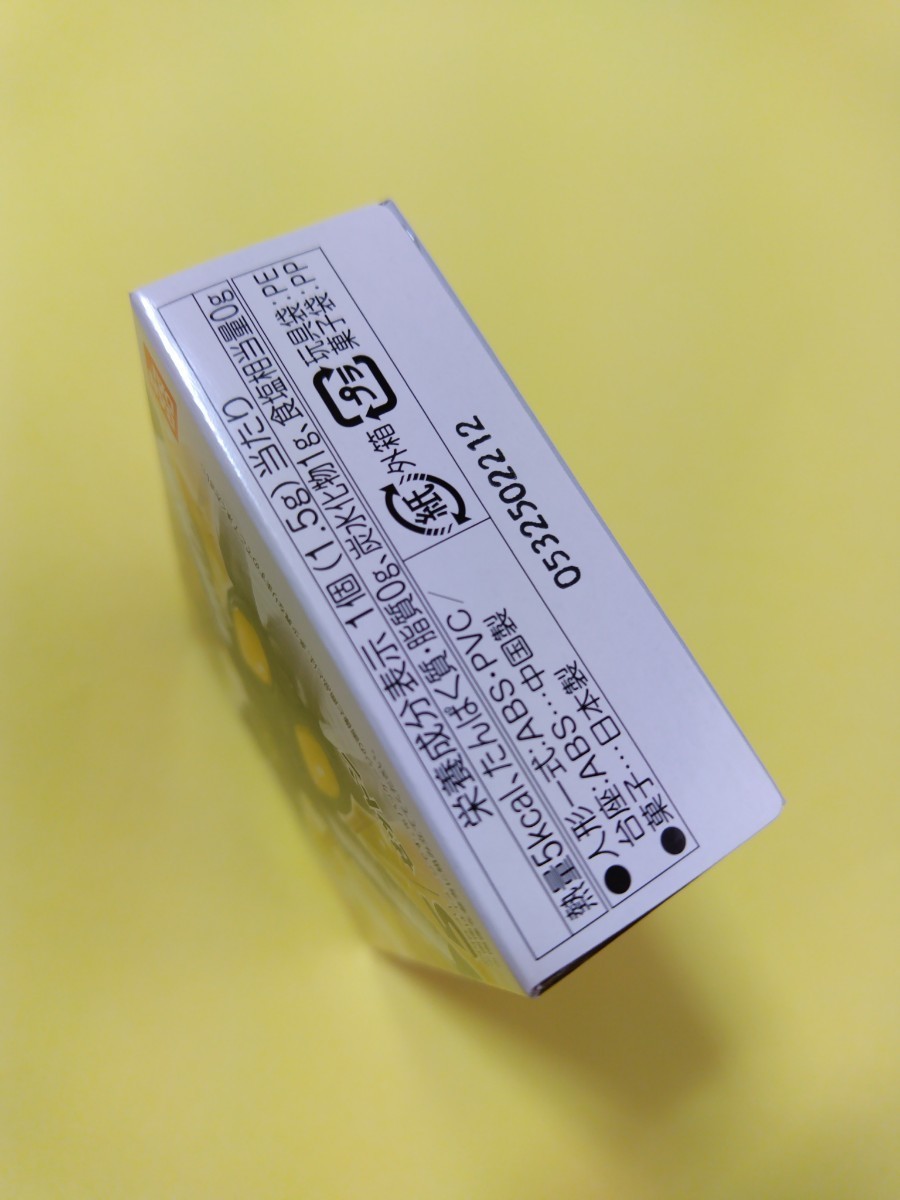 栄養成分表示 1個(1.5g)当たり
熱量5kcal、たんぱく質・脂質0g、炭水化物1g、食塩相当量0g
●人形一式:ABS・PVC/
台座:ABS…中国製
●菓子…日本製
紙 外箱
プラ 玩具袋:PE
菓子袋:PP
0532502212